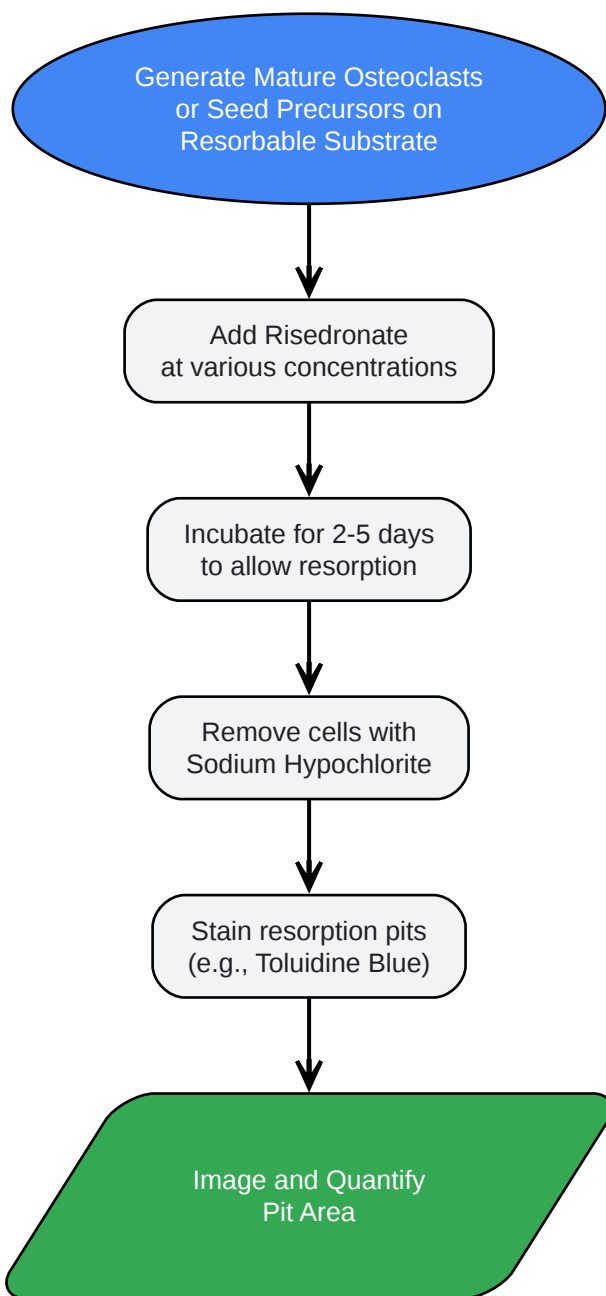 Generate Mature Osteoclasts
or Seed Precursors on
Resorbable Substrate
Add Risedronate
at various concentrations
Incubate for 2-5 days
to allow resorption
Remove cells with
Sodium Hypochlorite
Stain resorption pits
(e.g., Toluidine Blue)
Image and Quantify
Pit Area